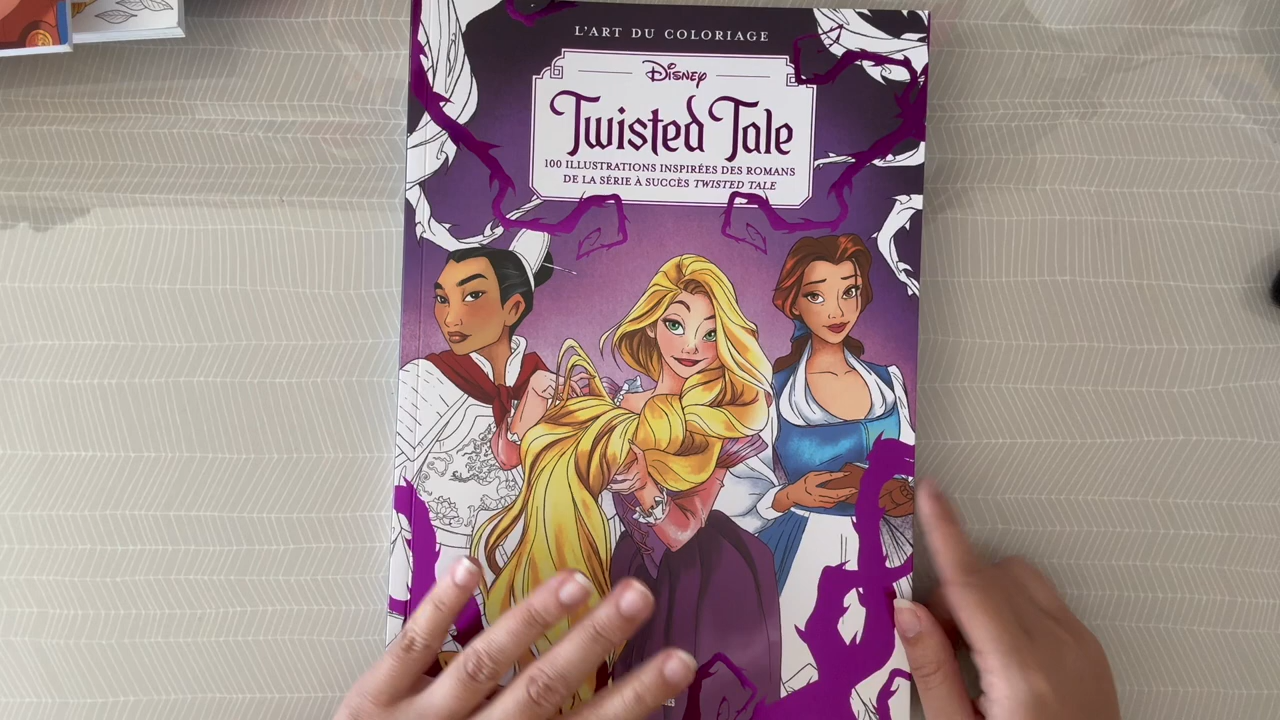 L'ART DU COLORIAGE
Disney
Twisted Tale
100 ILLUSTRATIONS INSPIRÉES DES ROMANS
DE LA SÉRIE À SUCCÈS TWISTED TALE